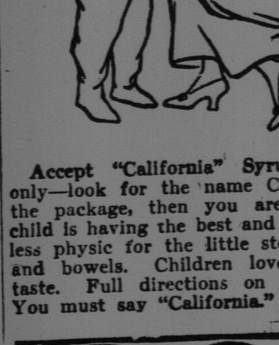 Accept "California" Syru
only—look for the name C
the package, then you are
child is having the best and
less physic for the little st
and bowels. Children lov
taste. Full directions on
You must say "California."